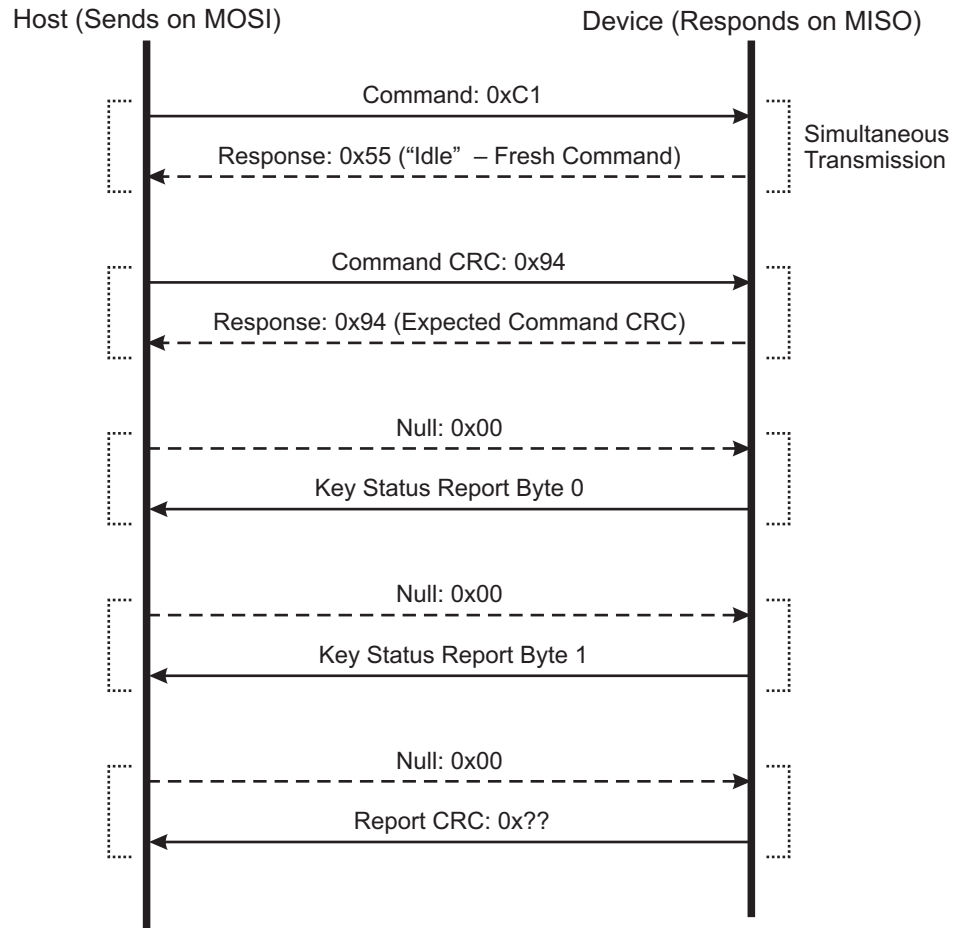 Host (Sends on MOSI)
Device (Responds on MISO)
Command: 0xC1
Response: 0x55 (“Idle” – Fresh Command)
Simultaneous
Transmission
Command CRC: 0x94
Response: 0x94 (Expected Command CRC)
Null: 0x00
Key Status Report Byte 0
Null: 0x00
Key Status Report Byte 1
Null: 0x00
Report CRC: 0x??